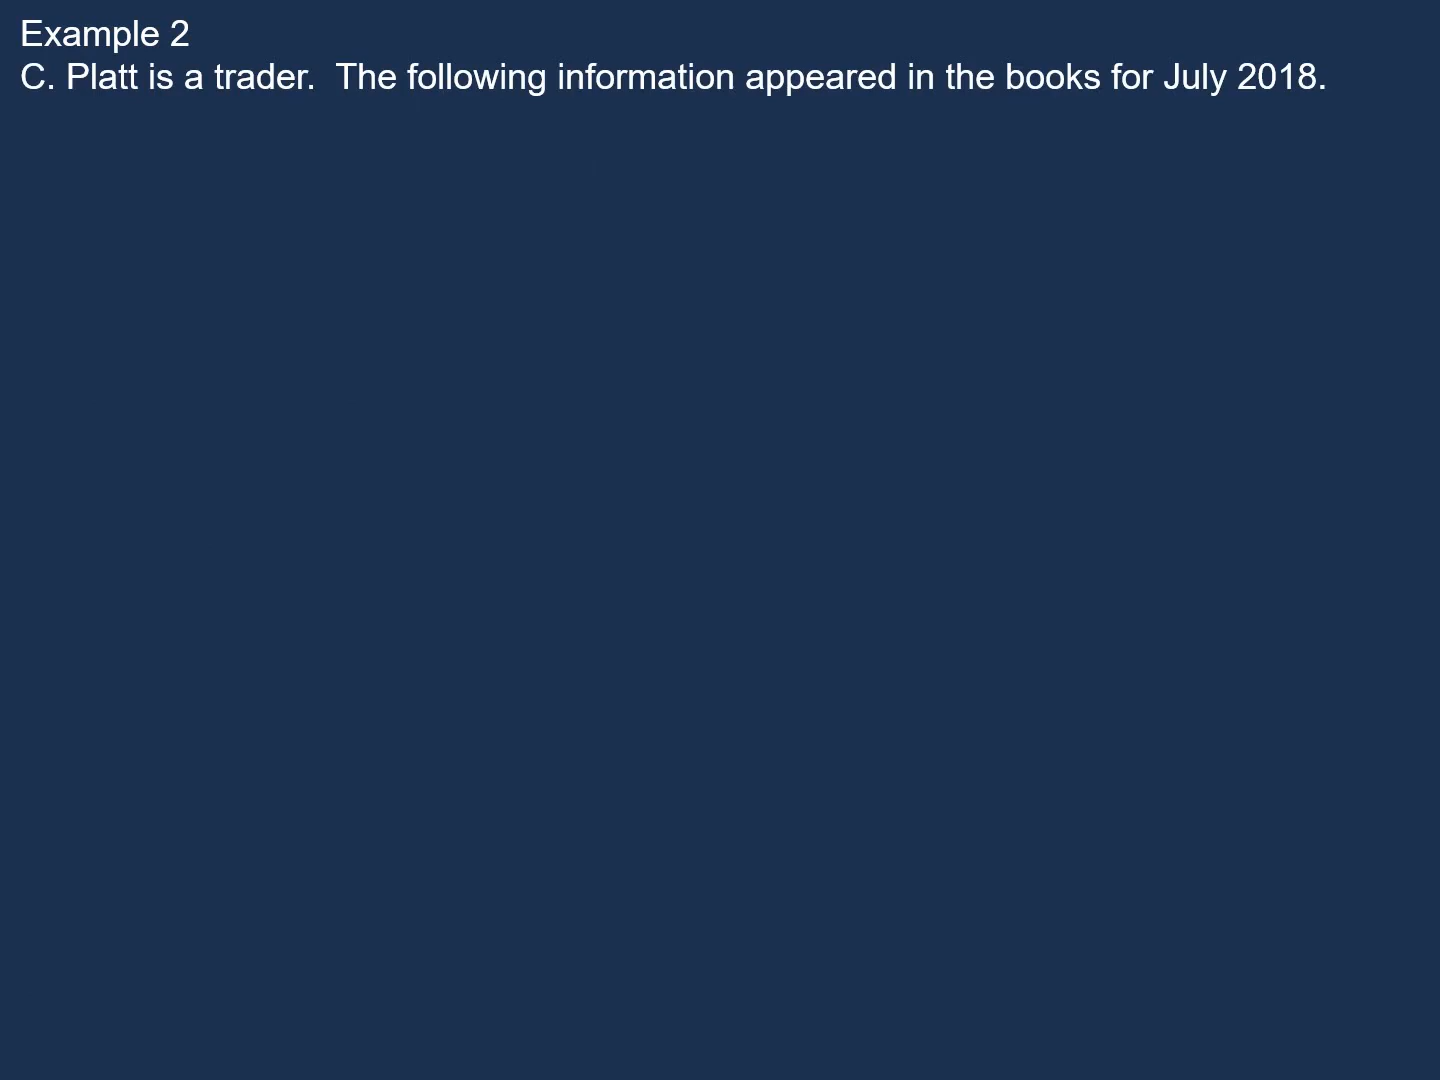 Example 2
C. Platt is a trader.  The following information appeared in the books for July 2018.